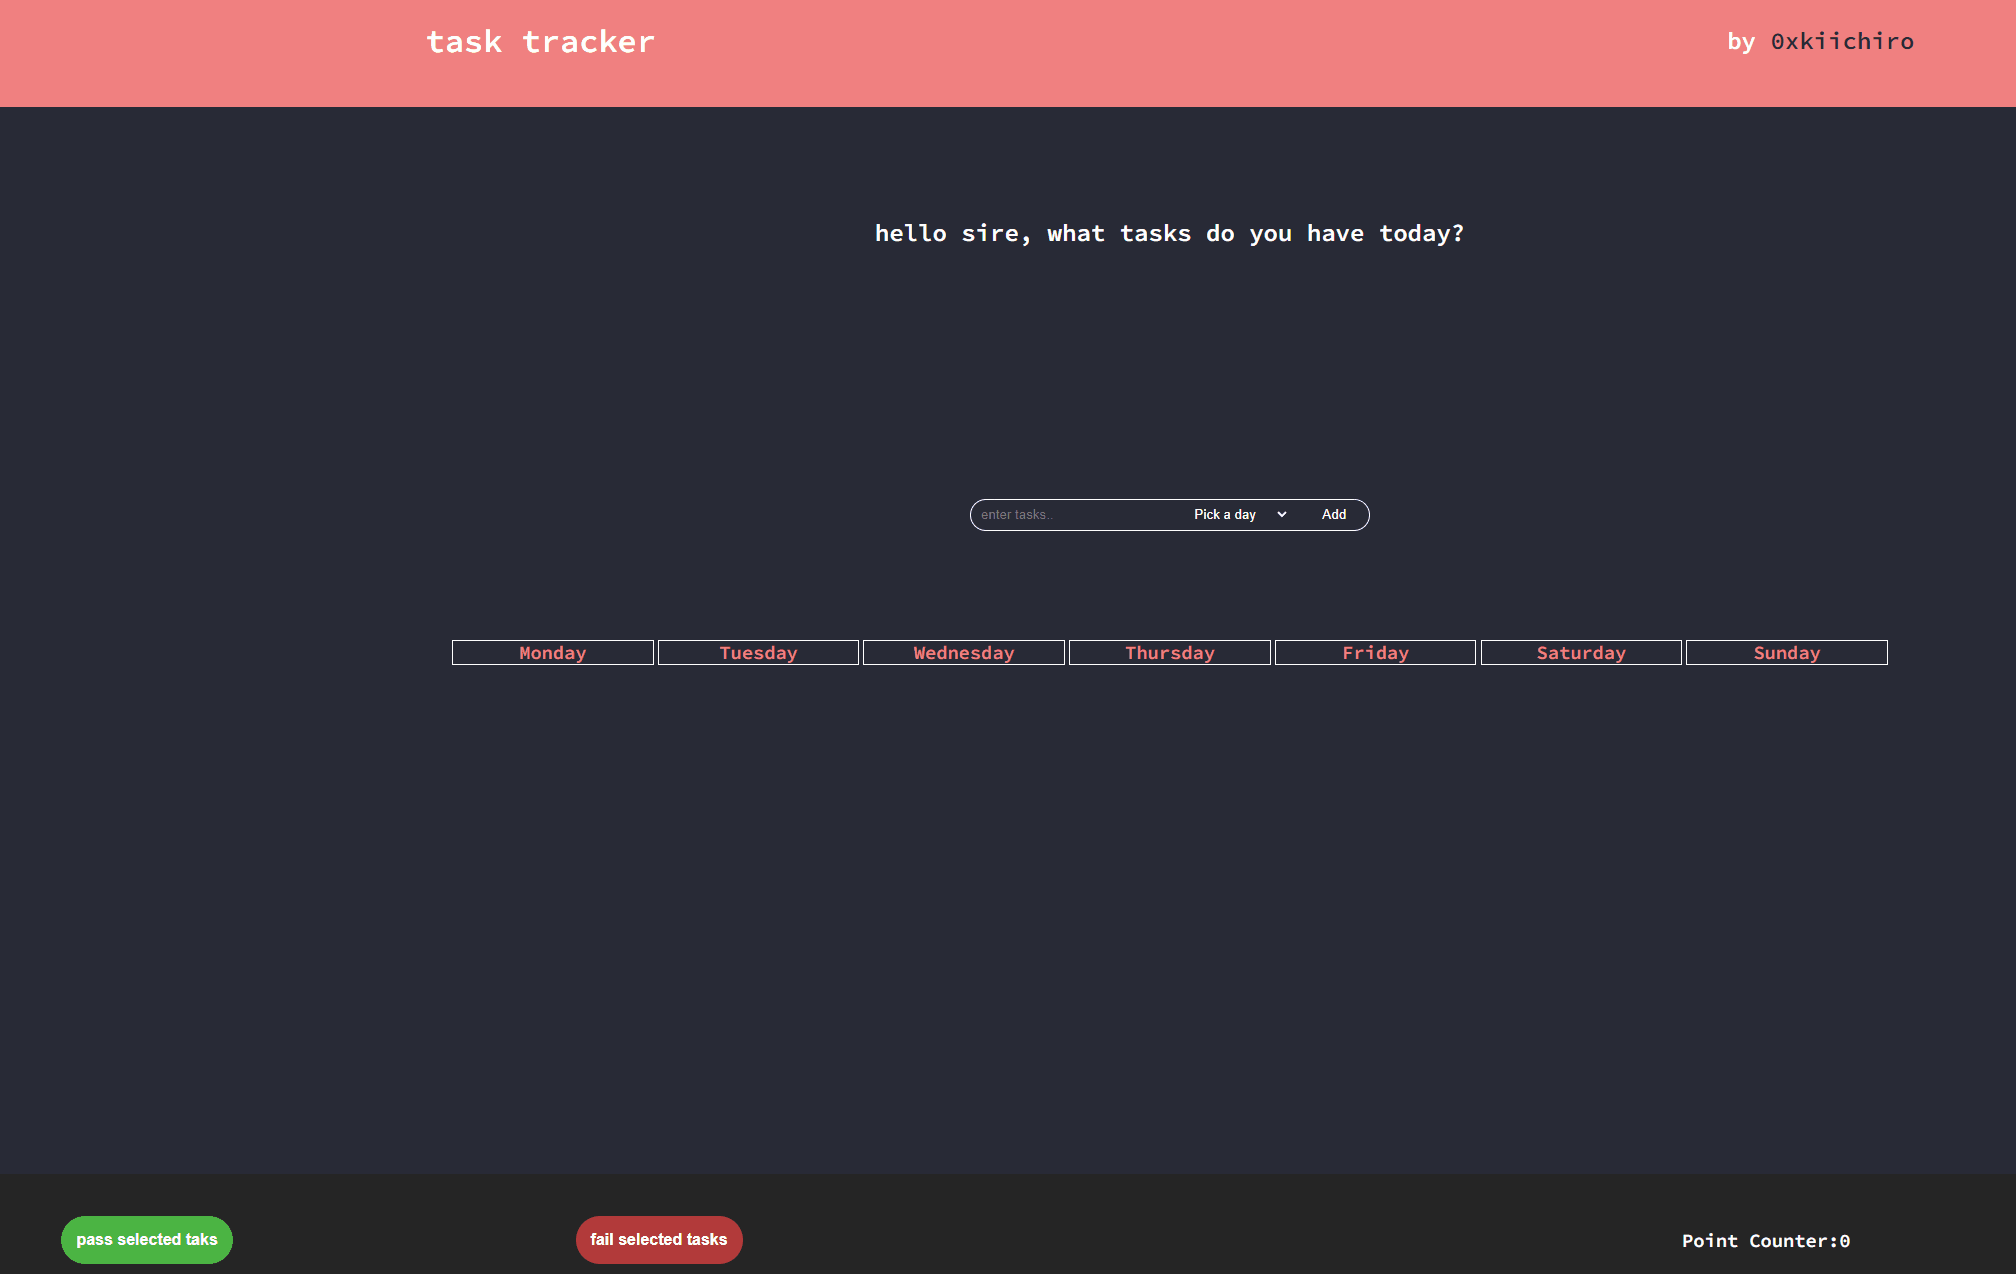 task tracker
by 0xkiichiro
hello sire, what tasks do you have today?
enter tasks.. Pick a day Add
Monday Tuesday Wednesday Thursday Friday Saturday Sunday
pass selected taks fail selected tasks Point Counter:0